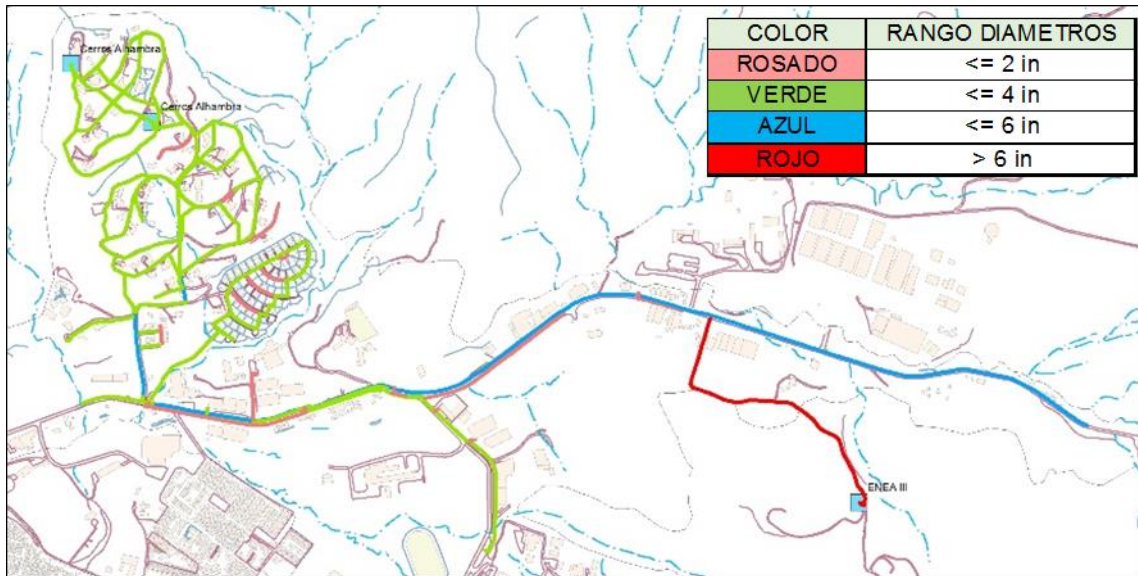 COLOR RANGO DIAMETROS
ROSADO <= 2 in
VERDE <= 4 in
AZUL <= 6 in
ROJO > 6 in
Cerros Alhambra
Cerros Alhambra
ENEA III